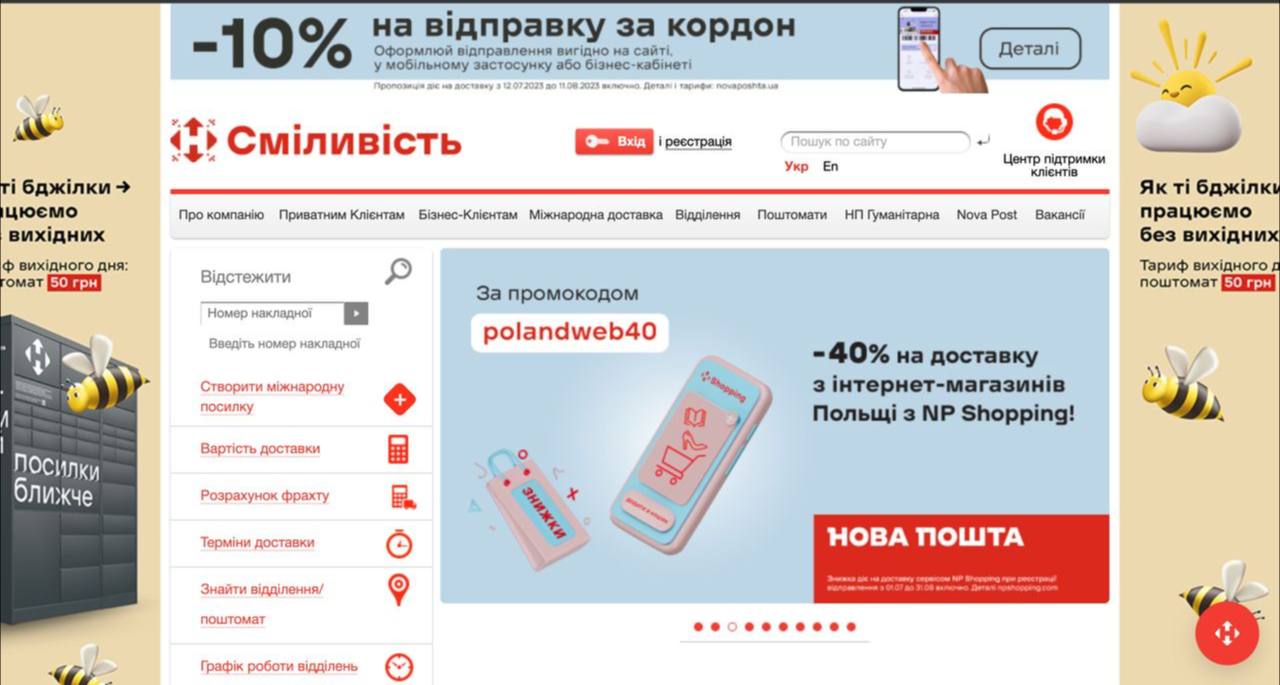 -10%
на відправку за кордон
Оформлюй відправлення вигідно на сайті,
у мобільному застосунку або бізнес-кабінеті
Деталі
Пропозиція діє на доставку з 12.07.2023 до 11.08.2023 включно. Деталі і тарифи: novaposhta.ua
Сміливість
Вхід
і реєстрація
Пошук по сайту
Укр En
Центр підтримки
клієнтів
Про компанію Приватним Клієнтам Бізнес-Клієнтам Міжнародна доставка Відділення Поштомати НП Гуманітарна Nova Post Вакансії
ті бджілки →
цюємо
вихідних
ф вихідного дня:
томат 50 грн
посилки
ближче
Відстежити
Номер накладної
Введіть номер накладної
Створити міжнародну
посилку
Вартість доставки
Розрахунок фрахту
Терміни доставки
Знайти відділення/
поштомат
Графік роботи відділень
За промокодом
polandweb40
Shopping
ЗНИЖКИ
-40% на доставку
з інтернет-магазинів
Польщі з NP Shopping!
НОВА ПОШТА
Знижка діє на доставку сервісом NP Shopping при реєстрації
відправлення з 01.07 до 31.08 включно. Деталі npshopping.com
Як ті бджілки
працюємо
без вихідних
Тариф вихідного д
поштомат 50 грн